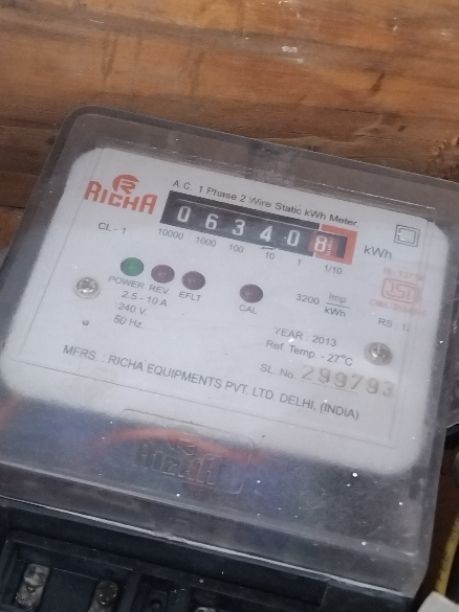 RICHA
A.C. 1 Phase 2 Wire Static kWh Meter.
063408
kWh
CL-1
10000 1000 100 10 1 1/10
POWER REV. EFLT
CAL
3200 Imp/kWh
2.5 - 10 A
240 V.
50 Hz.
YEAR : 2013
Ref Temp. - 27°C
SL. No. 299793
MFRS. : RICHA EQUIPMENTS PVT. LTD. DELHI, (INDIA)
RICHA